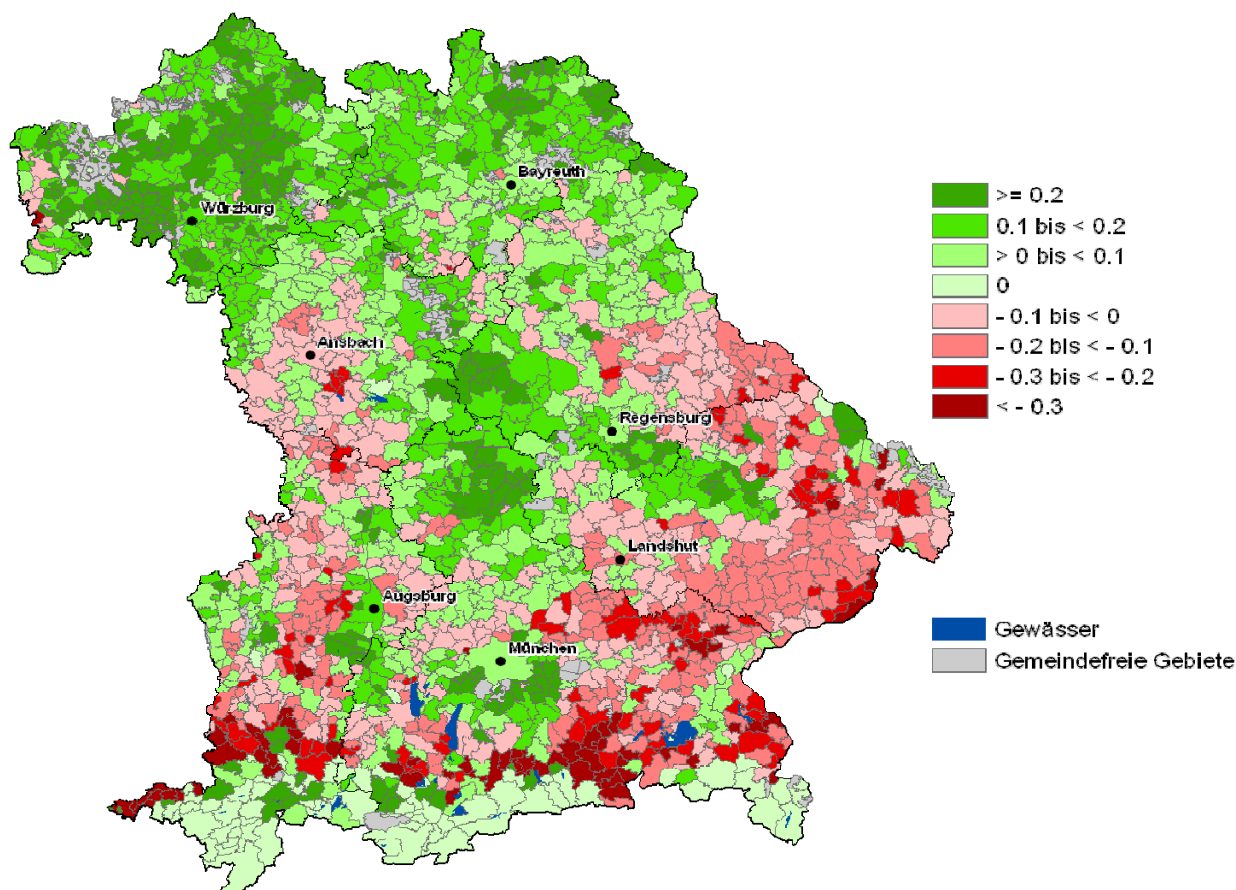 Bayreuth
Würzburg
Ansbach
Regensburg
Landshut
Augsburg
München
>= 0.2
0.1 bis < 0.2
> 0 bis < 0.1
0
- 0.1 bis < 0
- 0.2 bis < - 0.1
- 0.3 bis < - 0.2
< - 0.3
Gewässer
Gemeindefreie Gebiete